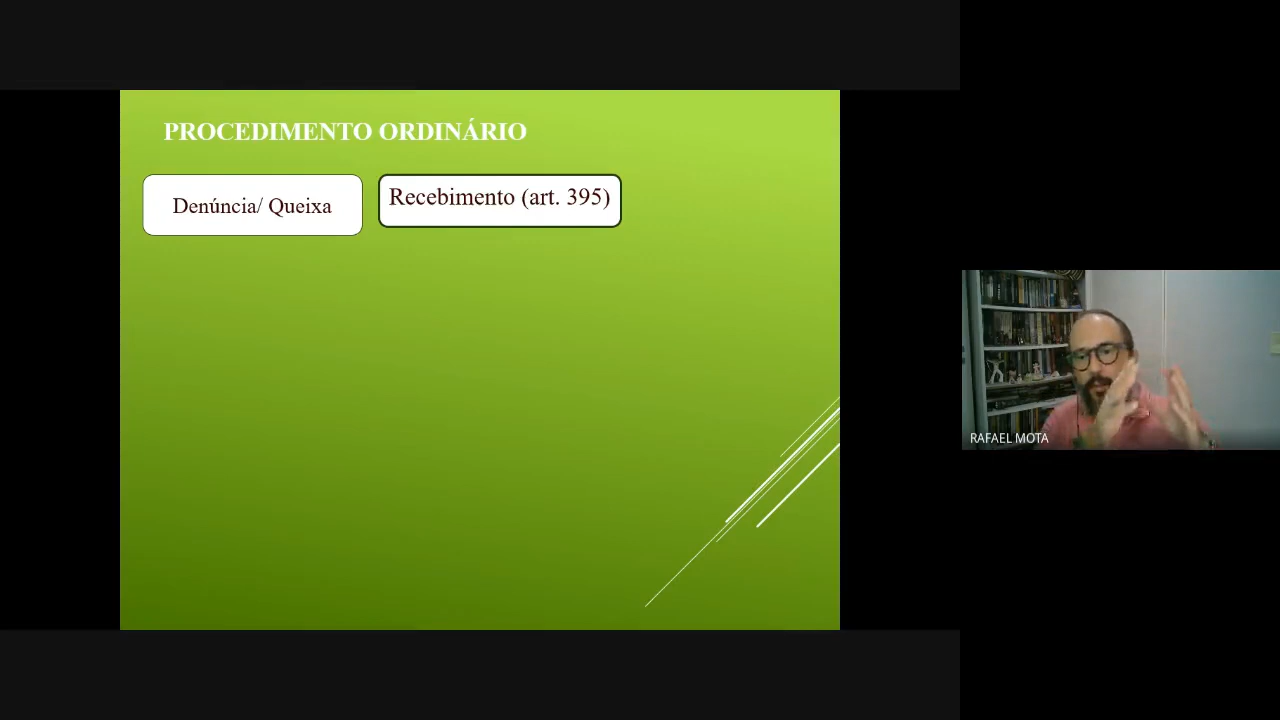 PROCEDIMENTO ORDINÁRIO
Denúncia/ Queixa
Recebimento (art. 395)
RAFAEL MOTA